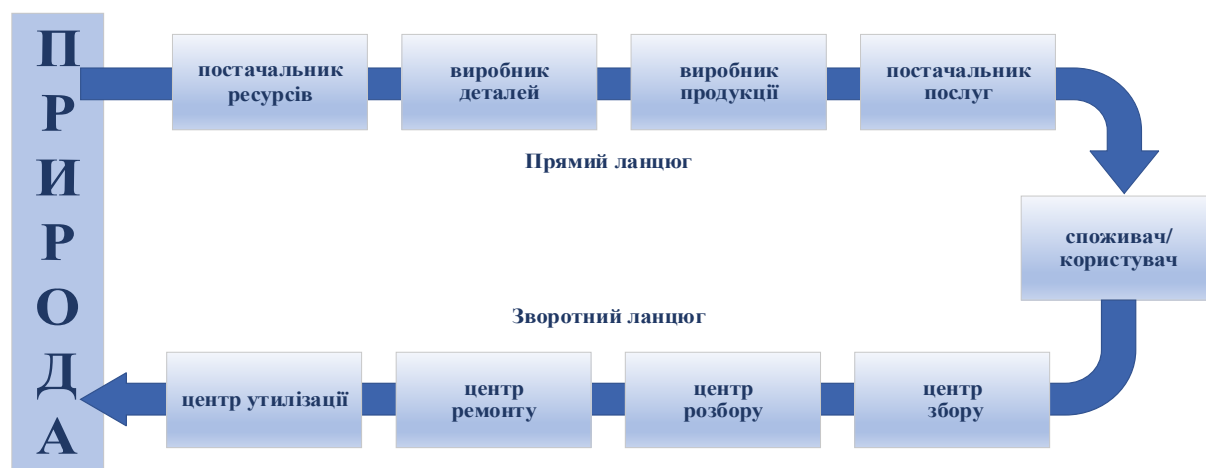 ПРИРОДА
постачальник
ресурсів
виробник
деталей
виробник
продукції
постачальник
послуг
Прямий ланцюг
споживач/
користувач
Зворотний ланцюг
центр утилізації
центр
ремонту
центр
розбору
центр
збору